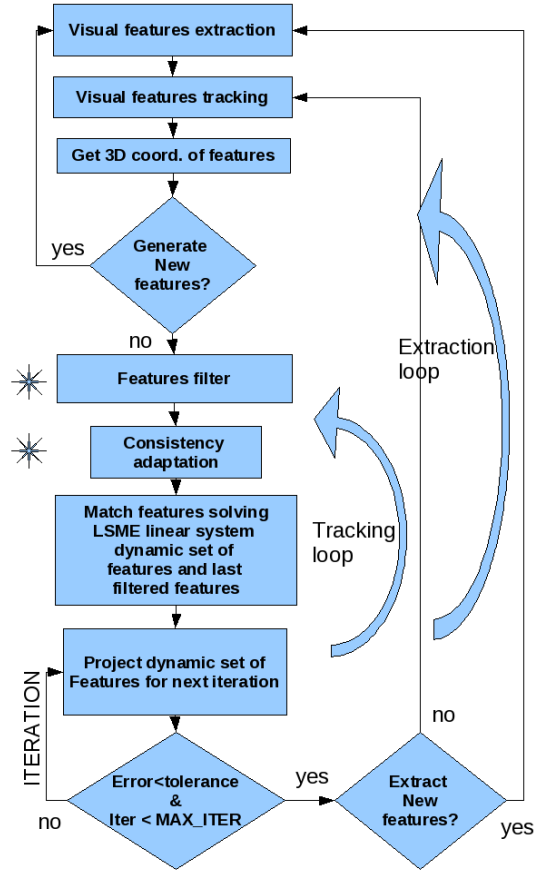 Visual features extraction
Visual features tracking
Get 3D coord. of features
yes
Generate
New
features?
no
Features filter
Extraction
loop
Consistency
adaptation
Match features solving
LSME linear system
dynamic set of
features and last
filtered features
Tracking
loop
Project dynamic set of
Features for next iteration
ITERATION
no
Error<tolerance
&
Iter < MAX_ITER
yes
no
Extract
New
features?
yes